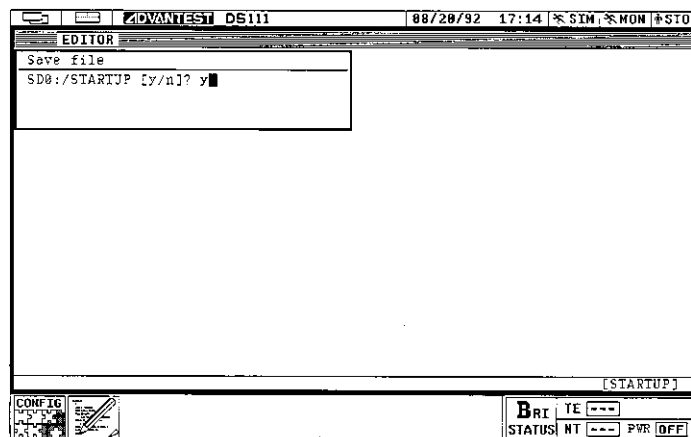 ADVANTEST D5111 08/20/92 17:14 SIM MON STO
EDITOR
Save file
SD0:/STARTUP [y/n]? y
[STARTUP]
CONFIG
BRI TE ---
STATUS NT --- PWR OFF